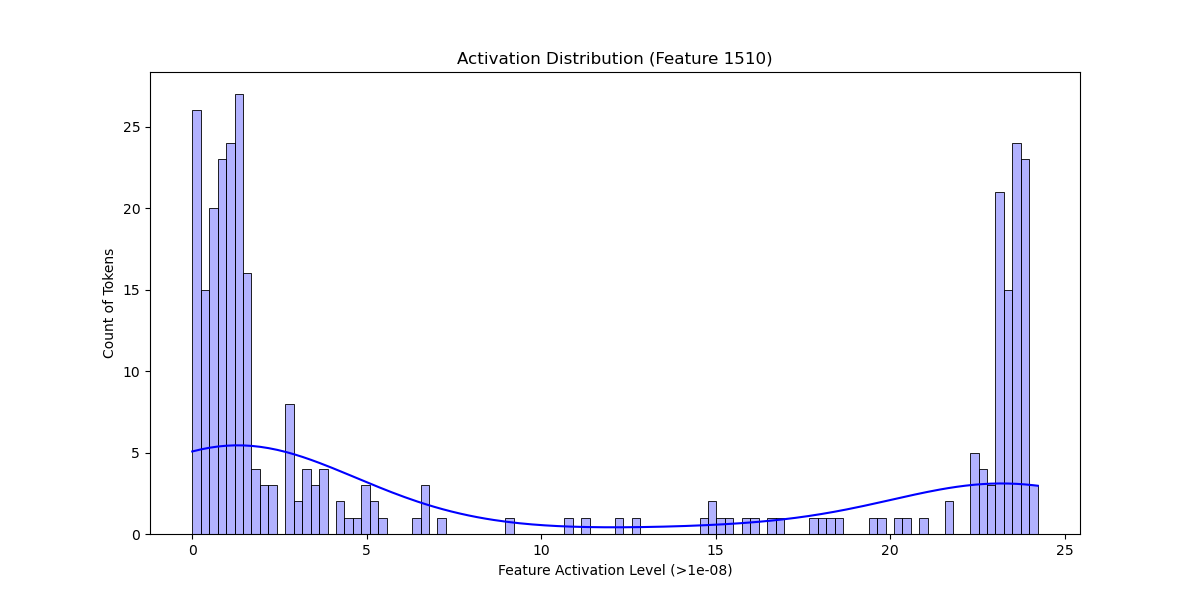 Activation Distribution (Feature 1510)
25
20
15
10
5
0
Count of Tokens
0 5 10 15 20 25
Feature Activation Level (>1e-08)